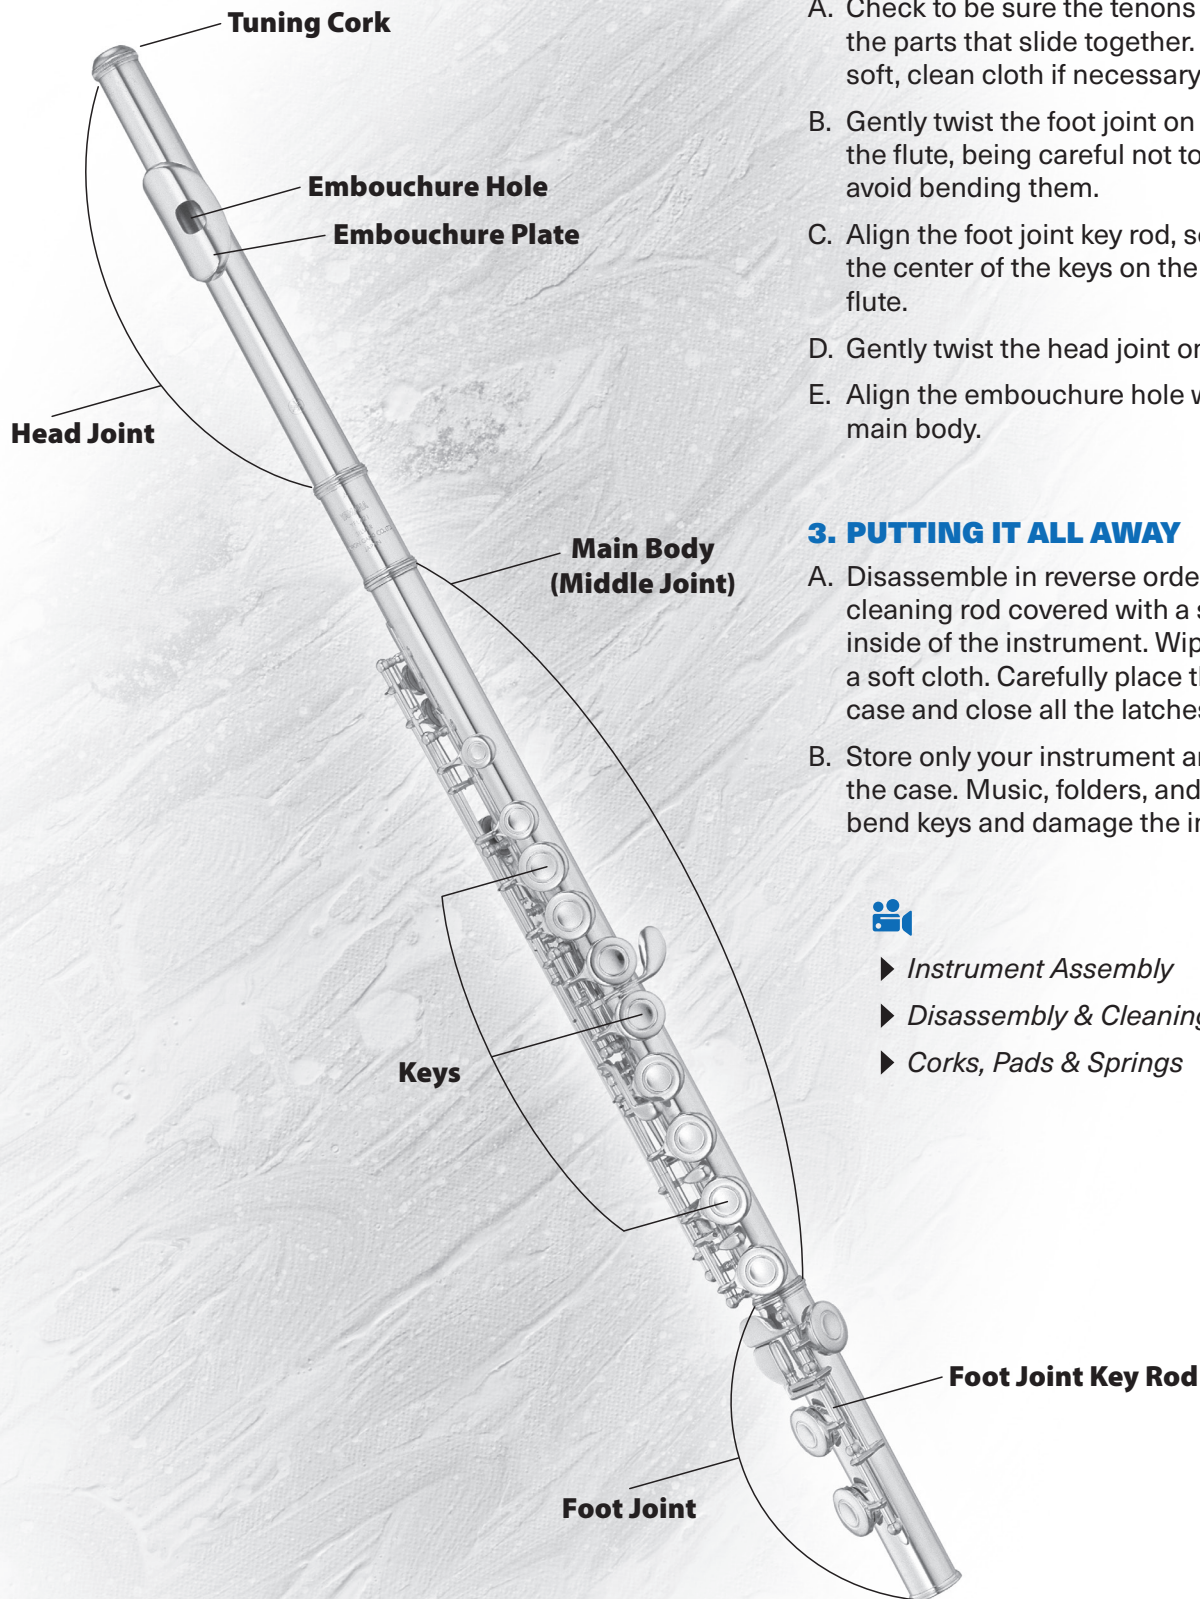 Tuning Cork
Embouchure Hole
Embouchure Plate
Head Joint
Main Body
(Middle Joint)
Keys
Foot Joint Key Rod
Foot Joint
A. Check to be sure the tenons
the parts that slide together.
soft, clean cloth if necessary
B. Gently twist the foot joint on
the flute, being careful not to
avoid bending them.
C. Align the foot joint key rod,
the center of the keys on the
flute.
D. Gently twist the head joint
E. Align the embouchure hole
main body.
3. PUTTING IT ALL AWAY
A. Disassemble in reverse
cleaning rod covered with a
inside of the instrument.
a soft cloth. Carefully place
case and close all the latches
B. Store only your instrument
the case. Music, folders, and
bend keys and damage the
Instrument Assembly
Disassembly & Cleaning
Corks, Pads & Springs